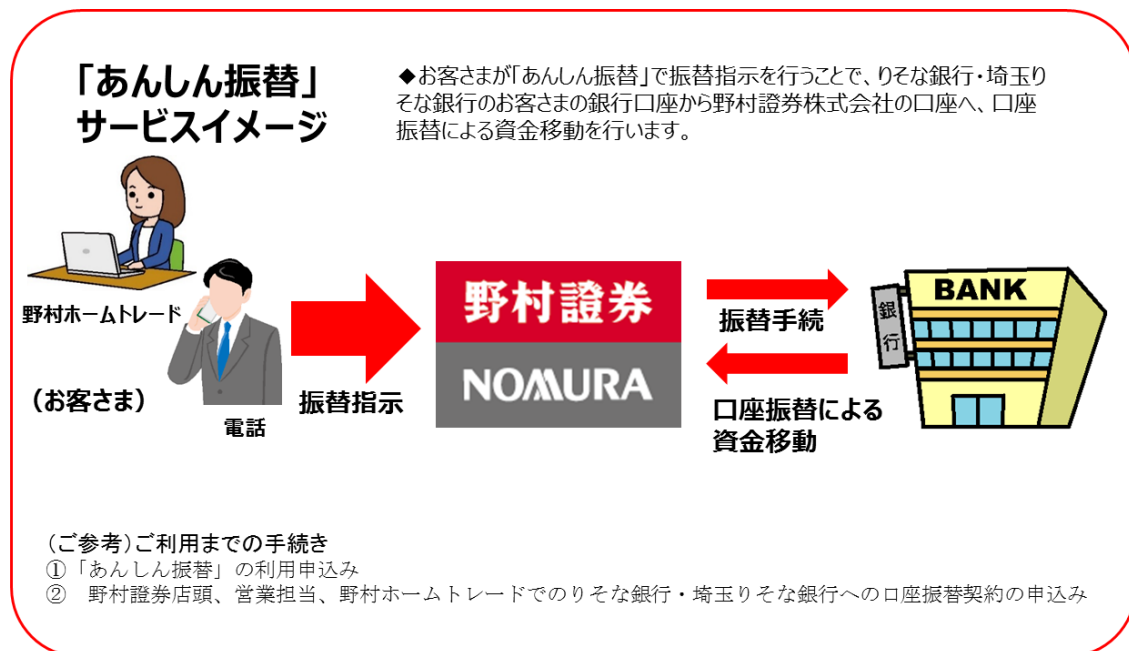 「あんしん振替」
サービスイメージ
◆お客さまが「あんしん振替」で振替指示を行うことで、りそな銀行・埼玉り
そな銀行のお客さまの銀行口座から野村證券株式会社の口座へ、口座
振替による資金移動を行います。
野村ホームトレード
(お客さま)
電話
振替指示
野村證券
NOMURA
振替手続
口座振替による
資金移動
BANK
銀行
(ご参考)ご利用までの手続き
①「あんしん振替」の利用申込み
② 野村證券店頭、営業担当、野村ホームトレードでのりそな銀行・埼玉りそな銀行への口座振替契約の申込み